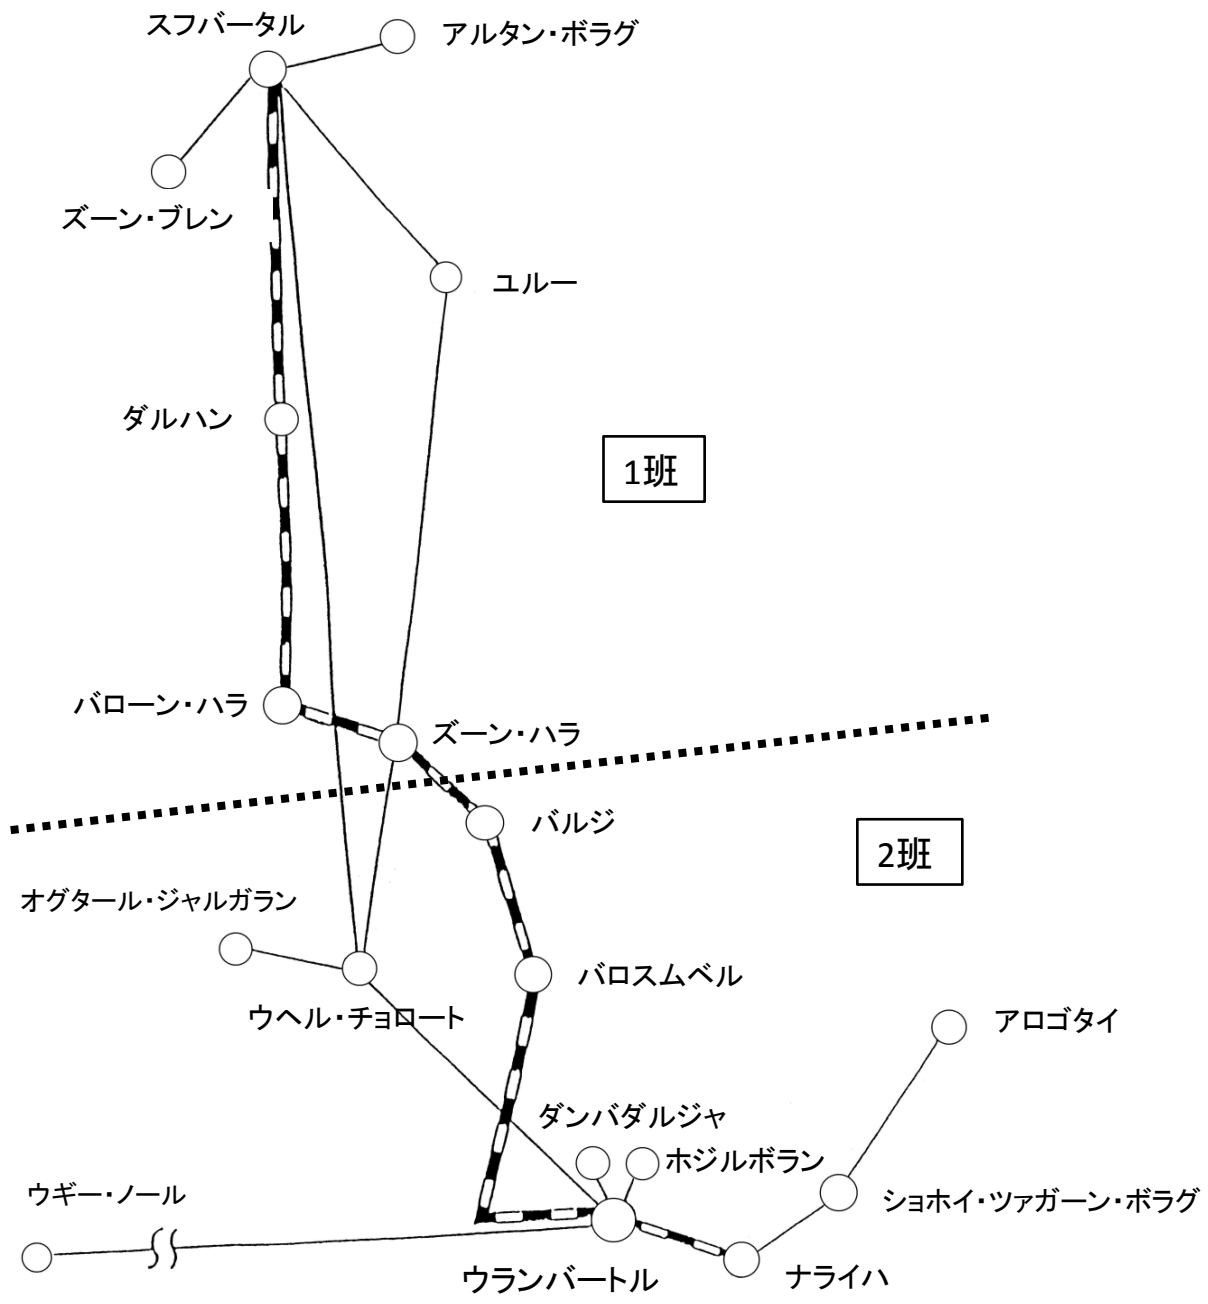 スフバータル
アルタン・ボラグ
ズーン・ブレン
ユルー
ダルハン
1班
バローン・ハラ
ズーン・ハラ
バルジ
2班
オグタール・ジャルガラン
バロスムベル
ウヘル・チョロート
アロゴタイ
ダンバダルジャ
ホジルボラン
ウギー・ノール
ショホイ・ツァガーン・ボラグ
ウランバートル
ナライハ